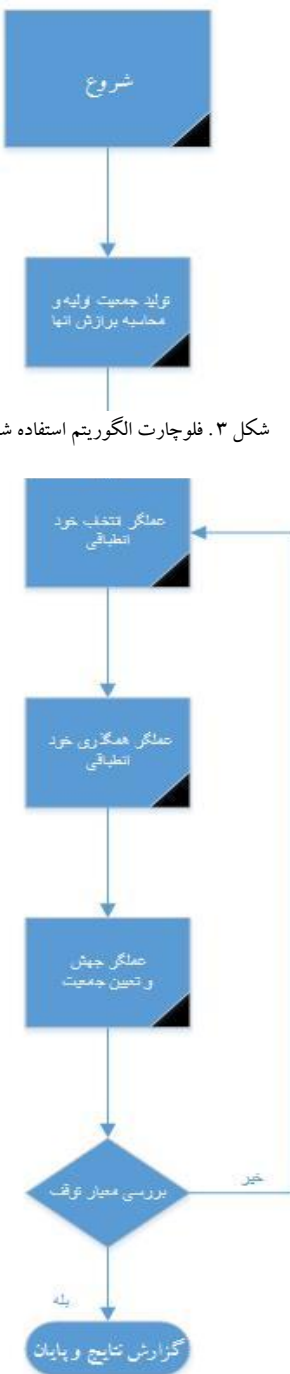 شروع
تولید جمعیت اولیه و
محاسبه برازش انها
شکل ۳. فلوچارت الگوریتم استفاده
عملگر انتخاب خود
انطباقی
عملگر همگذری خود
انطباقی
عملگر جهش
و تعیین جمعیت
بررسی معیار توقف
خیر
بله
گزارش نتایج و پایان